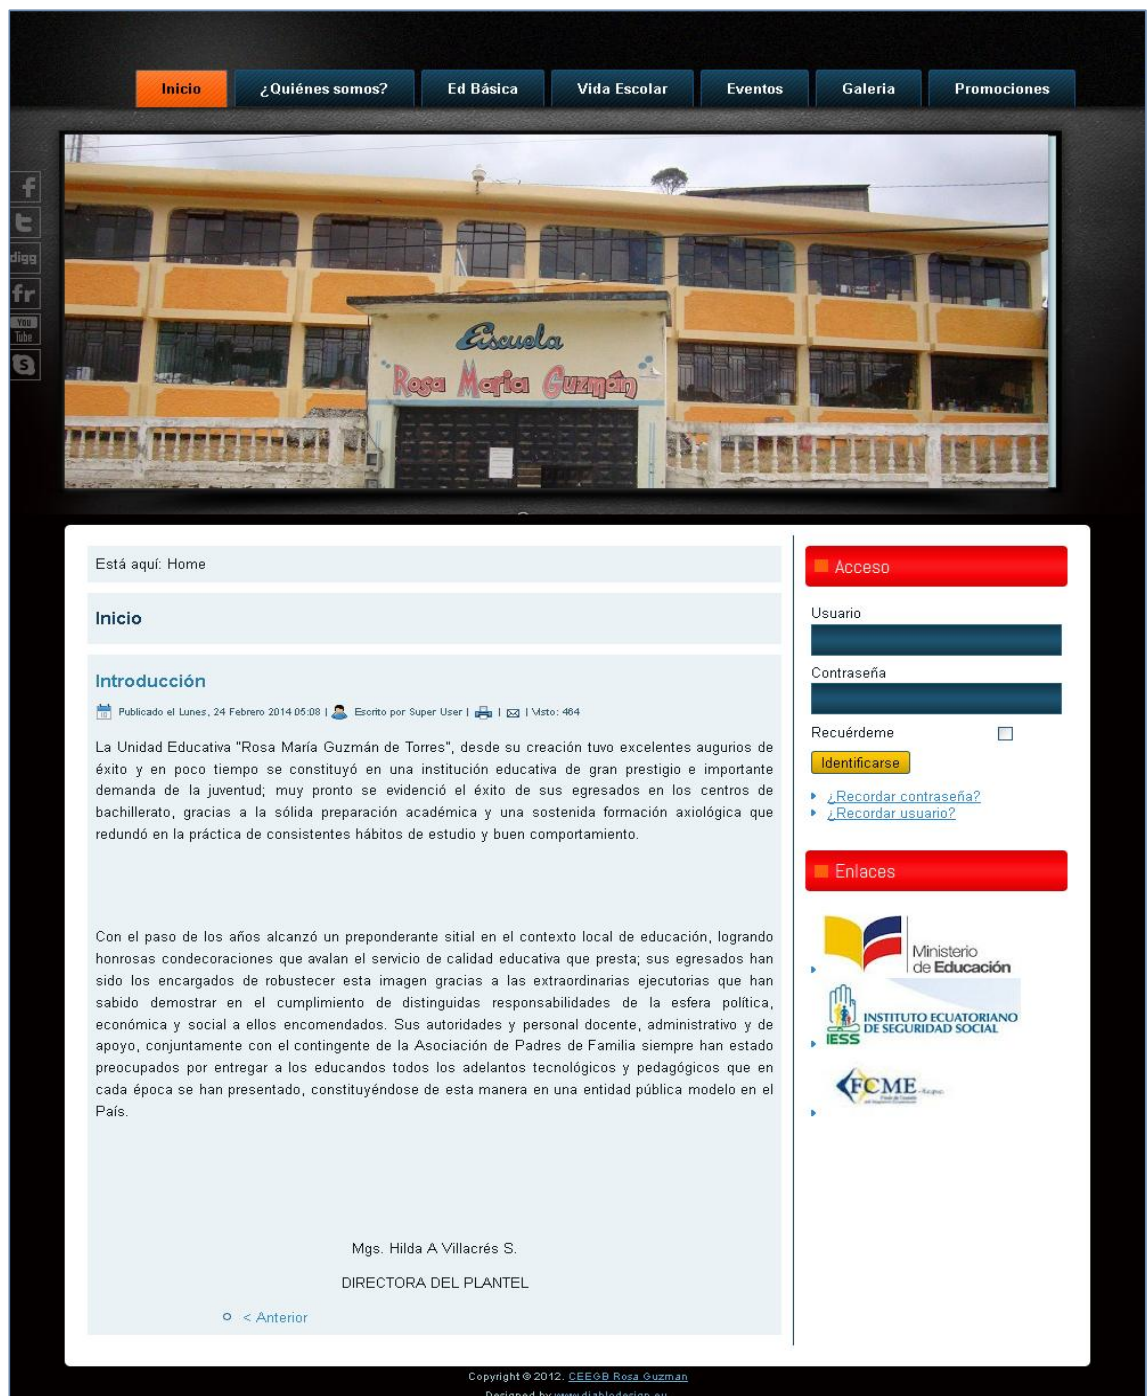 Inicio
¿Quiénes somos?
Ed Básica
Vida Escolar
Eventos
Galeria
Promociones
f
t
digg
fr
You
Tube
S
Escuela
Rosa Maria Guzmán
Está aquí: Home
Inicio
Introducción
Publicado el Lunes, 24 Febrero 2014 05:08 | Escrito por Super User | | | Visto: 464
La Unidad Educativa "Rosa María Guzmán de Torres", desde su creación tuvo excelentes augurios de
éxito y en poco tiempo se constituyó en una institución educativa de gran prestigio e importante
demanda de la juventud; muy pronto se evidenció el éxito de sus egresados en los centros de
bachillerato, gracias a la sólida preparación académica y una sostenida formación axiológica que
redundó en la práctica de consistentes hábitos de estudio y buen comportamiento.
Con el paso de los años alcanzó un preponderante sitial en el contexto local de educación, logrando
honrosas condecoraciones que avalan el servicio de calidad educativa que presta; sus egresados han
sido los encargados de robustecer esta imagen gracias a las extraordinarias ejecutorias que han
sabido demostrar en el cumplimiento de distinguidas responsabilidades de la esfera política,
económica y social a ellos encomendados. Sus autoridades y personal docente, administrativo y de
apoyo, conjuntamente con el contingente de la Asociación de Padres de Familia siempre han estado
preocupados por entregar a los educandos todos los adelantos tecnológicos y pedagógicos que en
cada época se han presentado, constituyéndose de esta manera en una entidad pública modelo en el
País.
Mgs. Hilda A Villacrés S.
DIRECTORA DEL PLANTEL
< Anterior
Acceso
Usuario
Contraseña
Recuérdeme
Identificarse
¿Recordar contraseña?
¿Recordar usuario?
Enlaces
Ministerio
de Educación
INSTITUTO ECUATORIANO
DE SEGURIDAD SOCIAL
IESS
FCME
Copyright © 2012. CEEGB Rosa Guzman
Designed by www.diablodesign.eu